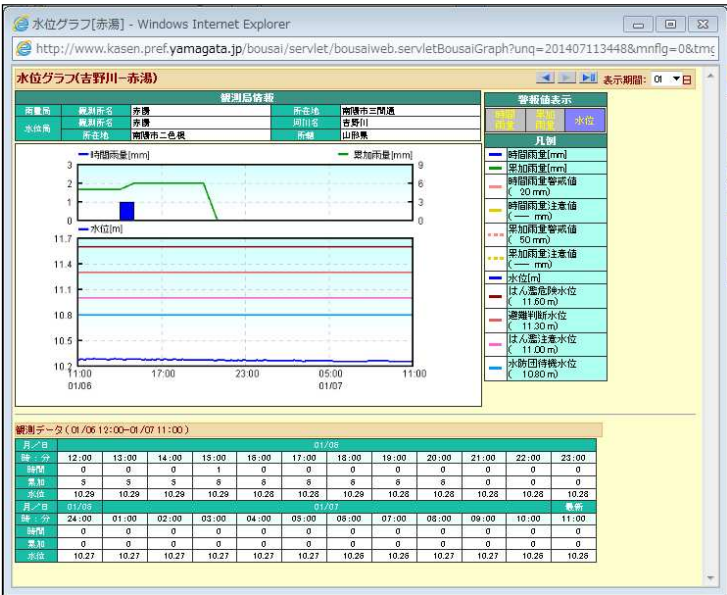 水位グラフ[赤湯] - Windows Internet Explorer
http://www.kasen.pref.yamagata.jp/bousai/servlet/bousaiweb.servletBousaiGraph?unq=201407113448&mnflg=0&tmg
水位グラフ(吉野川ー赤湯)
表示期間: 01 日
観測局情報
雨量局 観測所名 赤湯 所在地 南陽市三間通
水位局 観測所名 赤湯 河川名 吉野川
所在地 南陽市二色根 所轄 山形県
警報値表示
時間雨量 累加雨量 水位
凡例
時間雨量[mm]
累加雨量[mm]
時間雨量警戒値
( 20 mm)
時間雨量注意値
( ── mm)
累加雨量警戒値
( 50 mm)
累加雨量注意値
( ── mm)
水位[m]
はん濫危険水位
( 11.60 m)
避難判断水位
( 11.30 m)
はん濫注意水位
( 11.00 m)
水防団待機水位
( 10.80 m)
時間雨量[mm] 累加雨量[mm]
3 9
2 6
1 3
0 0
水位[m]
11.7
11.4
11.1
10.8
10.5
10.2
11:00 17:00 23:00 05:00 11:00
01/06 01/07
観測データ(01/06 12:00-01/07 11:00)
月/日 01/06
時:分 12:00 13:00 14:00 15:00 16:00 17:00 18:00 19:00 20:00 21:00 22:00 23:00
時間 0 0 0 1 0 0 0 0 0 0 0 0
累加 5 5 5 6 6 6 6 6 6 0 0 0
水位 10.29 10.29 10.29 10.29 10.28 10.28 10.28 10.28 10.28 10.28 10.28 10.28
月/日 01/06 01/07 最新
時:分 24:00 01:00 02:00 03:00 04:00 05:00 06:00 07:00 08:00 09:00 10:00 11:00
時間 0 0 0 0 0 0 0 0 0 0 0 0
累加 0 0 0 0 0 0 0 0 0 0 0 0
水位 10.27 10.27 10.27 10.27 10.27 10.27 10.26 10.26 10.27 10.26 10.26 10.26